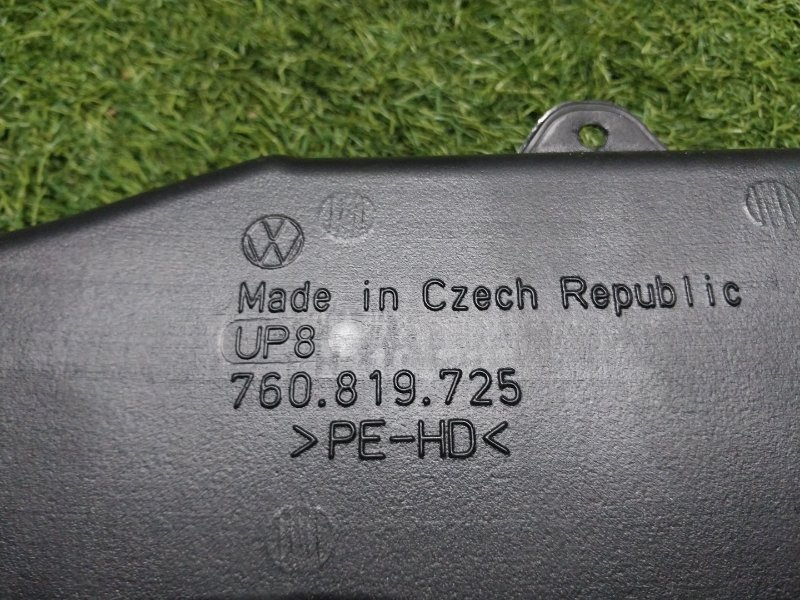 Made in Czech Republic
UP8
760.819.725
>PE-HD<